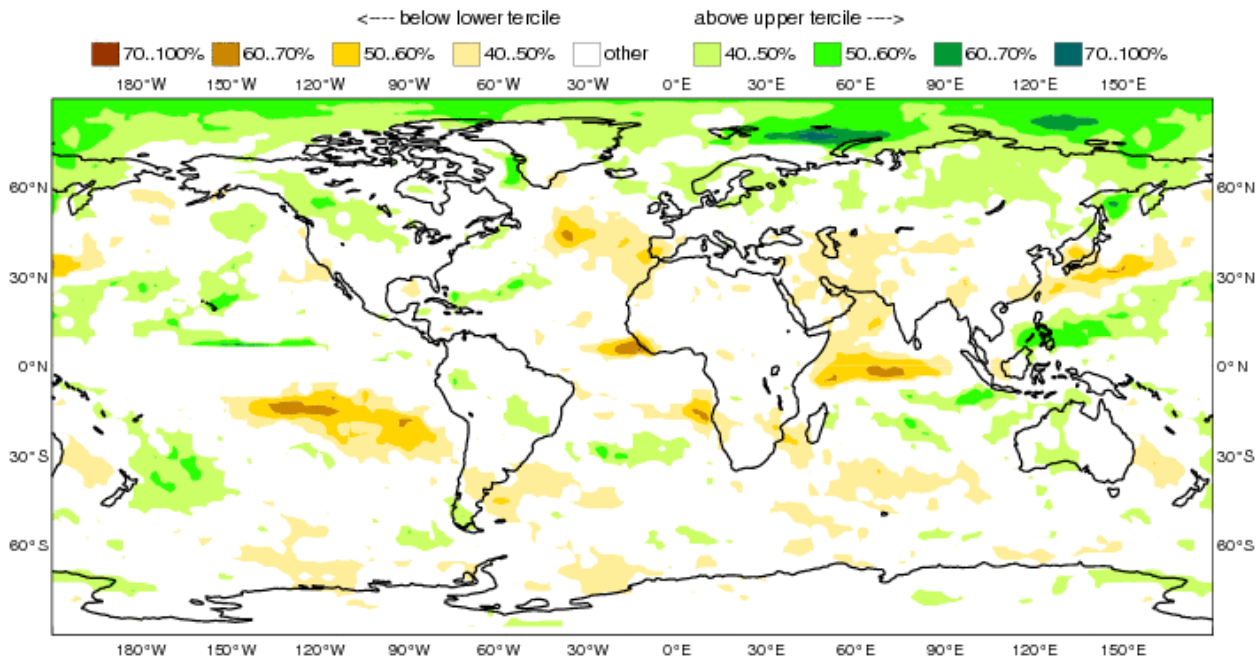 <---- below lower tercile above upper tercile ---->
70..100% 60..70% 50..60% 40..50% other 40..50% 50..60% 60..70% 70..100%
180°W 150°W 120°W 90°W 60°W 30°W 0°E 30°E 60°E 90°E 120°E 150°E
60°N 60°N
30°N 30°N
0°N 0°N
30°S 30°S
60°S 60°S
180°W 150°W 120°W 90°W 60°W 30°W 0°E 30°E 60°E 90°E 120°E 150°E